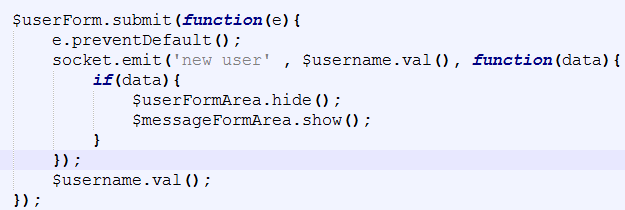 $userForm.submit(function(e){
    e.preventDefault();
    socket.emit('new user' , $username.val(), function(data){
        if(data){
            $userFormArea.hide();
            $messageFormArea.show();
        }
    });
    $username.val();
});